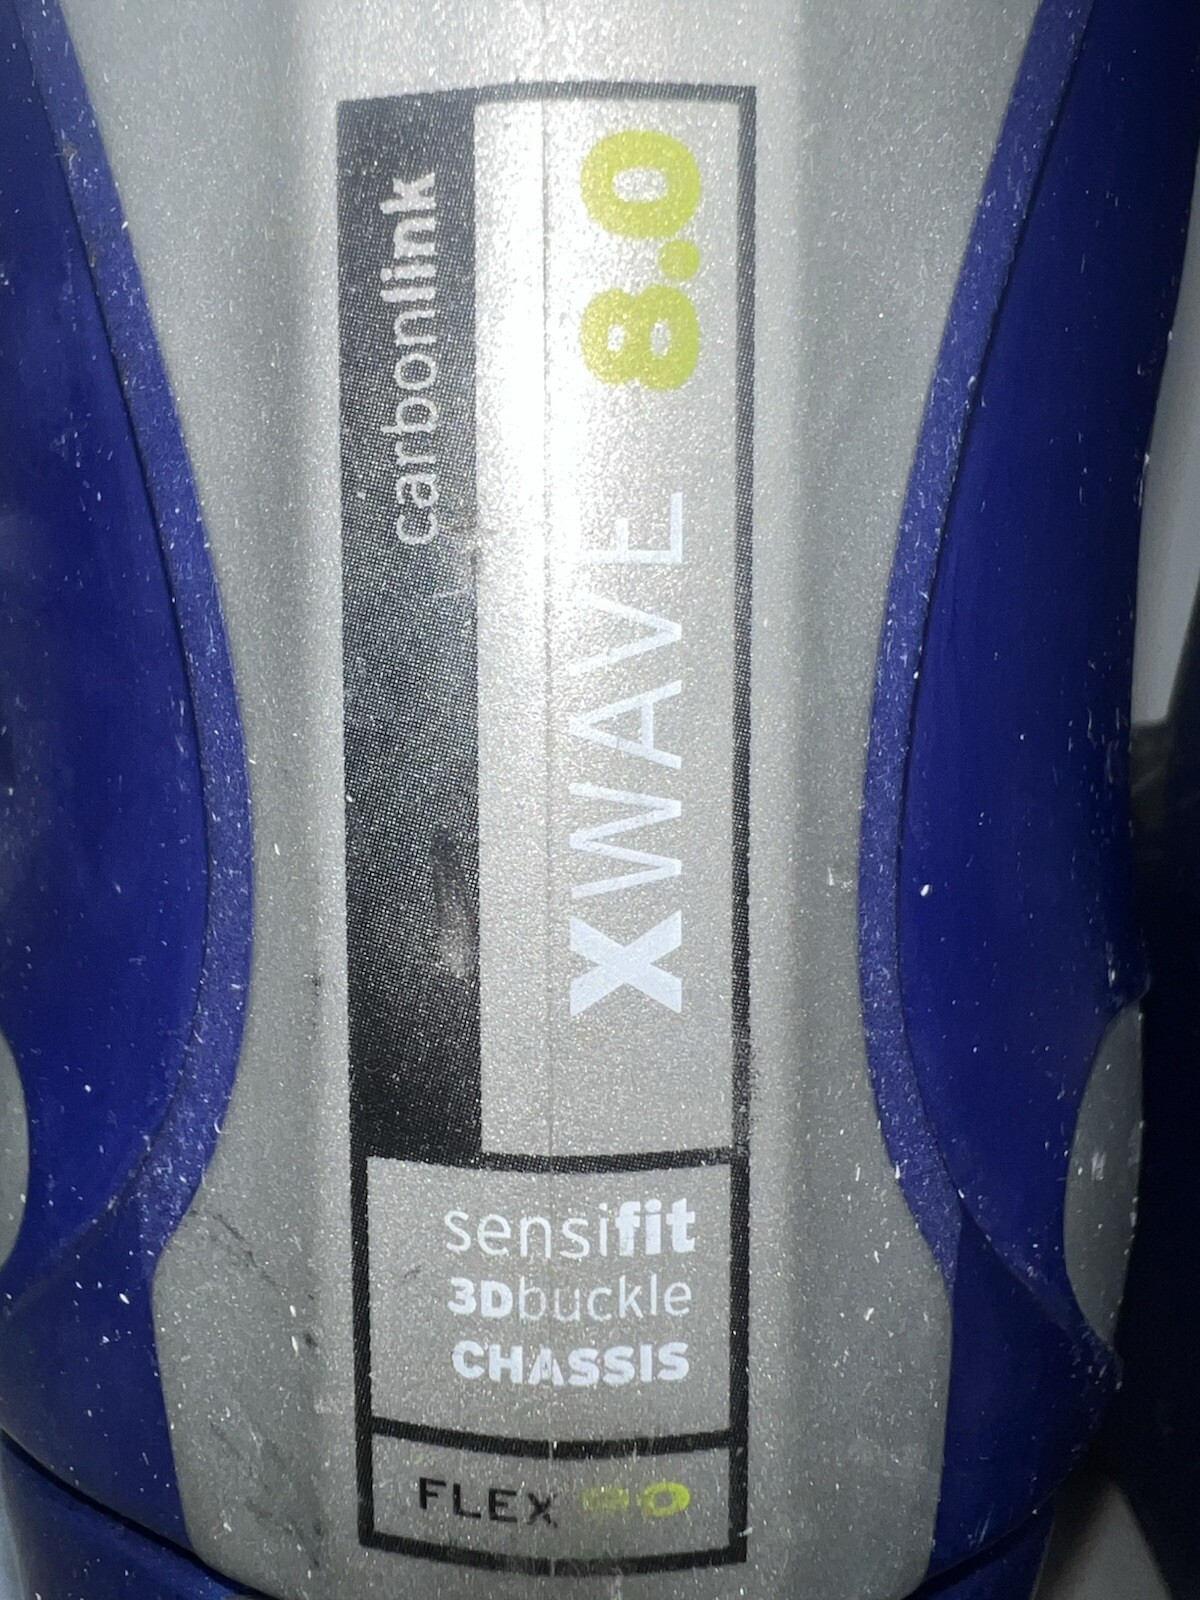 carbonlink
XWAVE 8.0
sensifit
3Dbuckle
CHASSIS
FLEX